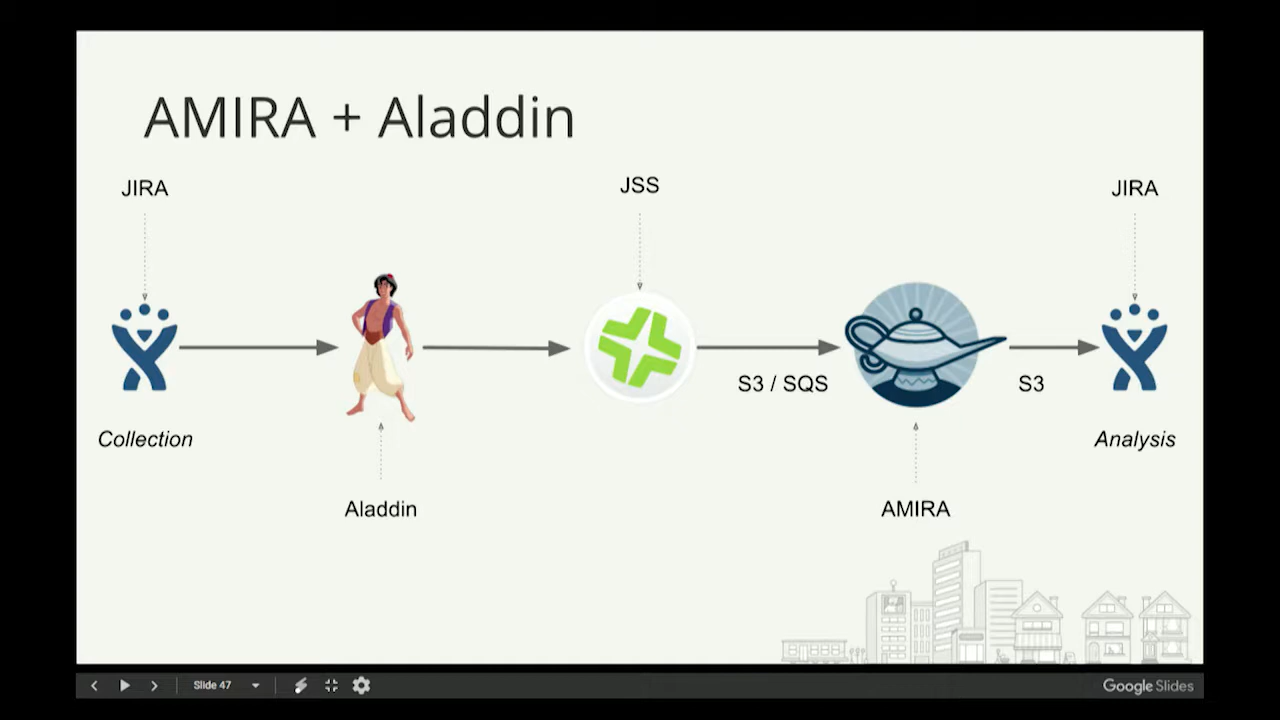 AMIRA + Aladdin
JIRA
JSS
JIRA
S3 / SQS
S3
Collection
Analysis
Aladdin
AMIRA
Slide 47
Google Slides